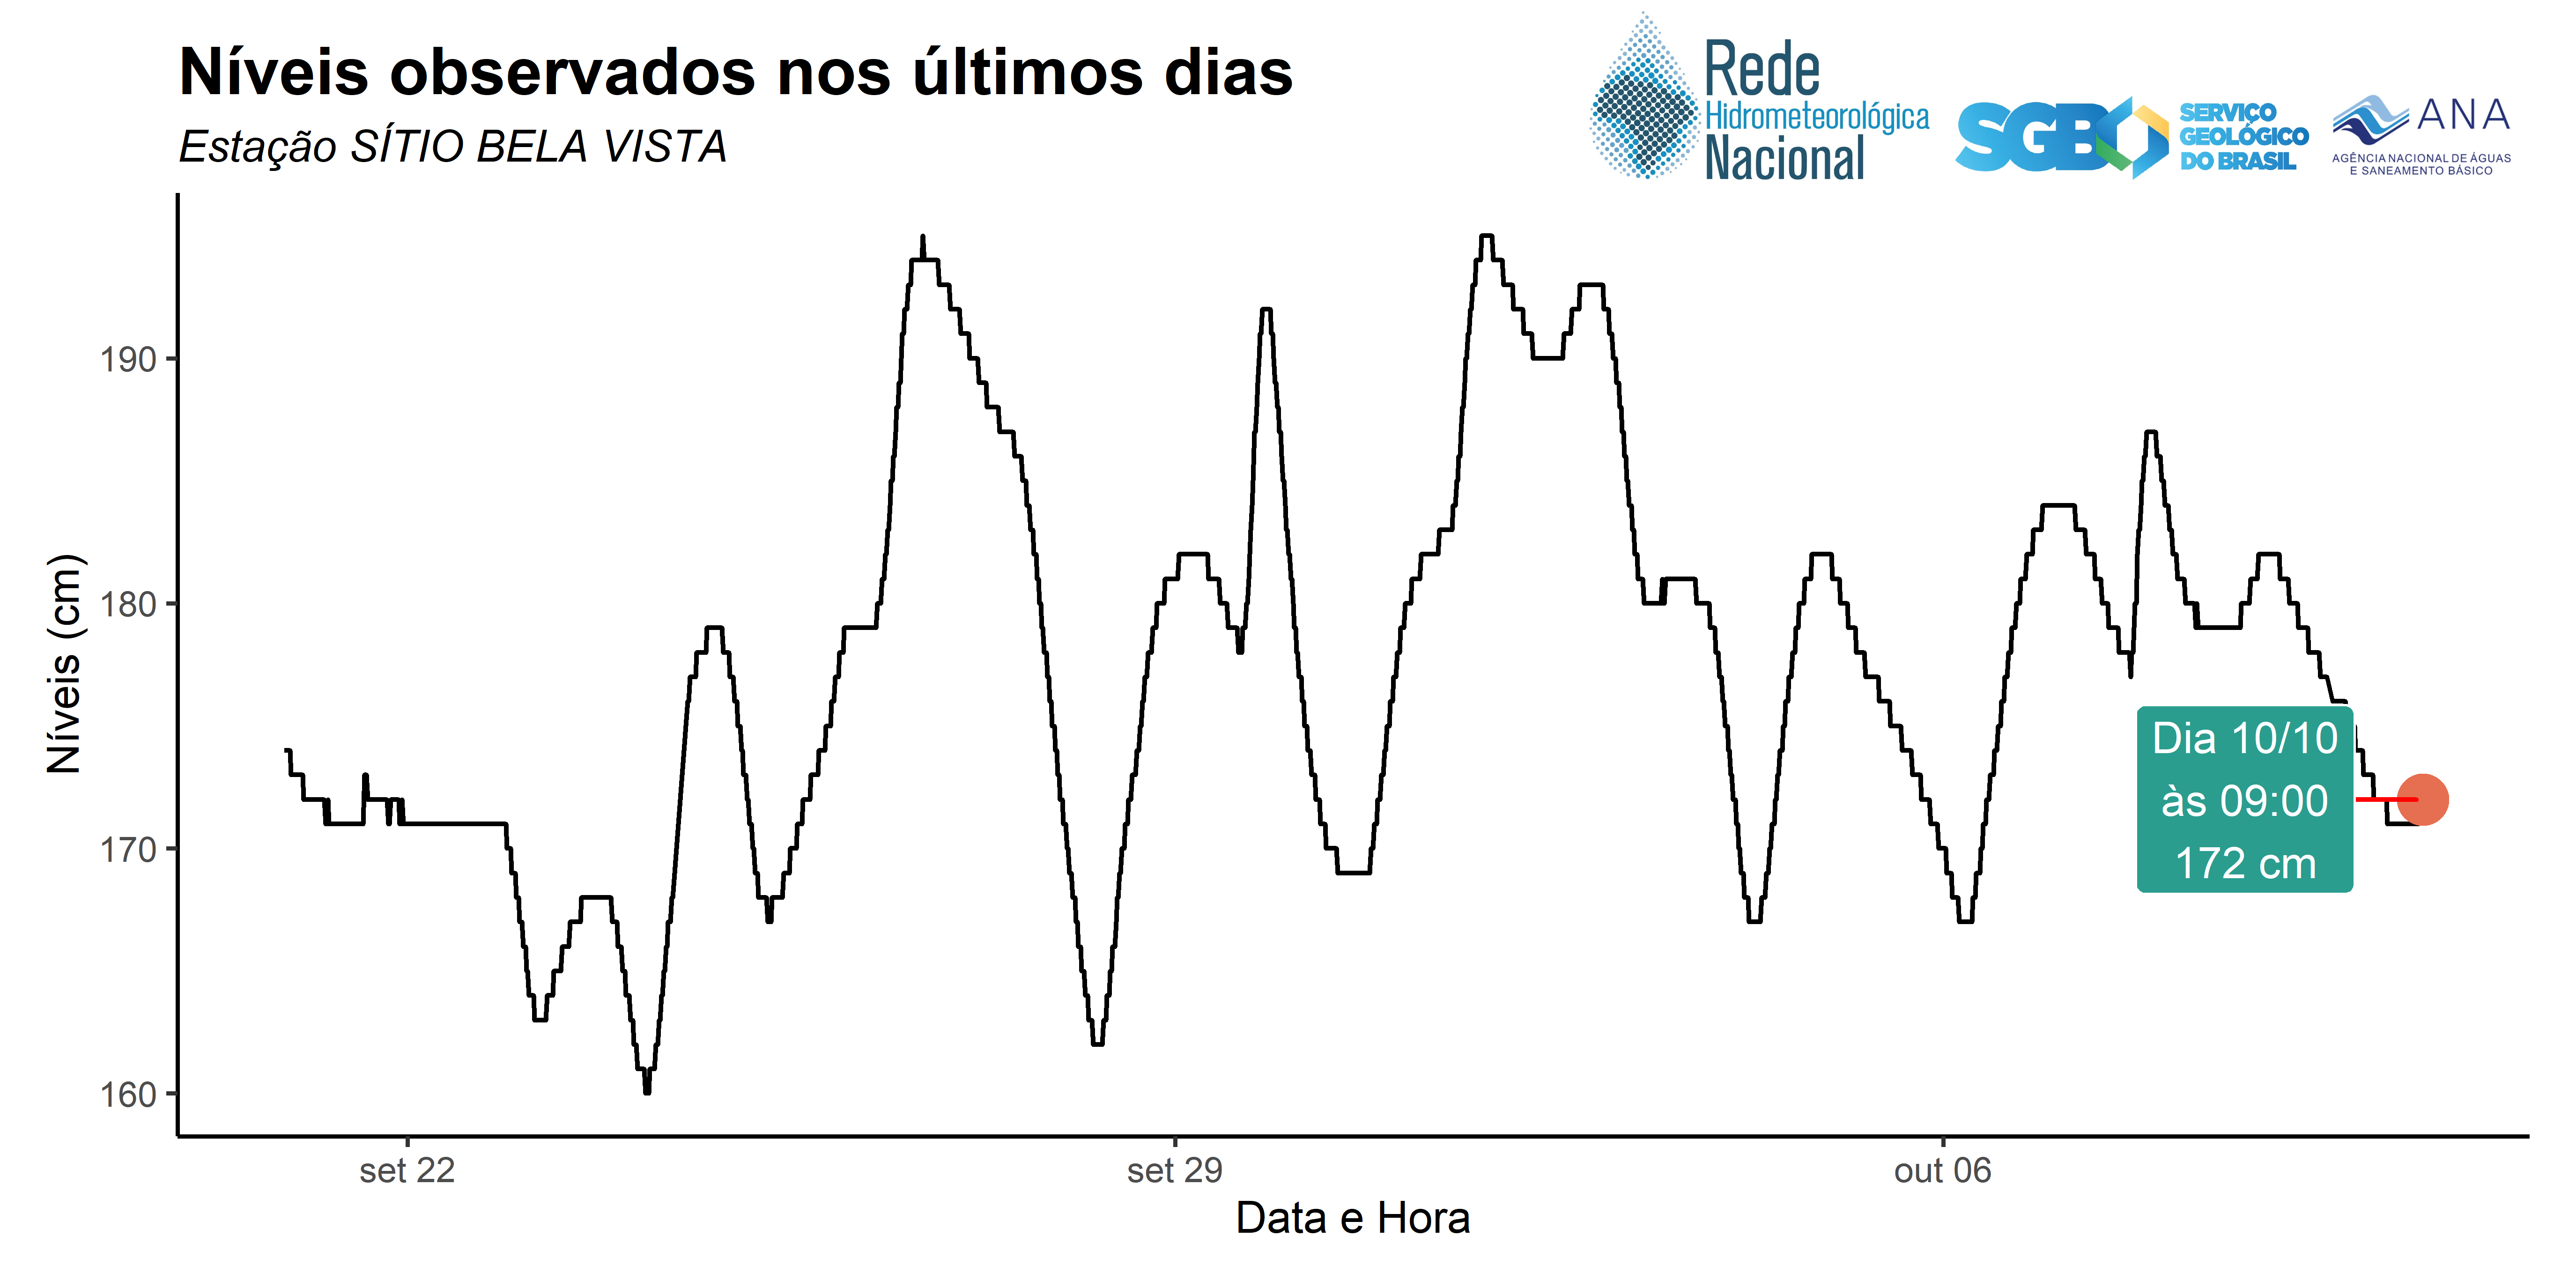 Níveis observados nos últimos dias
Estação SÍTIO BELA VISTA
Rede
Hidrometeorológica
Nacional
SGB
SERVIÇO
GEOLÓGICO
DO BRASIL
ANA
AGÊNCIA NACIONAL DE ÁGUAS
E SANEAMENTO BÁSICO
Níveis (cm)
190
180
170
160
Dia 10/10
às 09:00
172 cm
set 22
set 29
out 06
Data e Hora